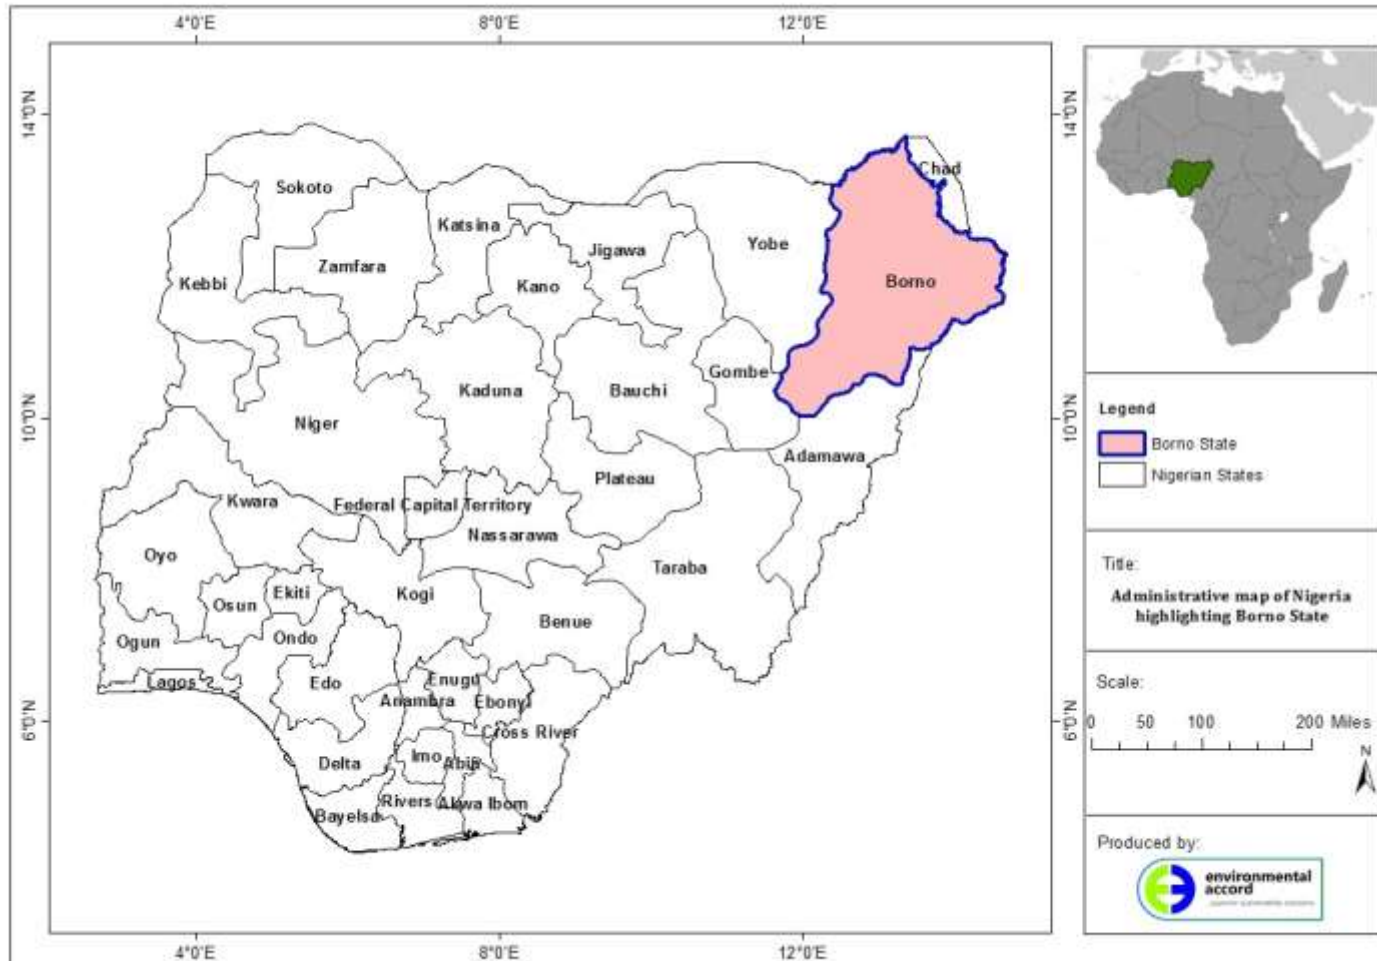 4°0'E 8°0'E 12°0'E
14°0'N 14°0'N
Chad
Sokoto
Katsina
Yobe
Jigawa
Zamfara
Kebbi
Kano
Borno
Gombe
Kaduna
Bauchi
10°0'N 10°0'N
Niger
Adamawa
Plateau
Kwara
Federal Capital Territory
Nassarawa
Oyo
Taraba
Ekiti
Kogi
Osun
Benue
Ogun
Ondo
Lagos
Edo
Enugu
Anambra
Ebonyi
6°0'N 6°0'N
Cross River
Imo
Abia
Delta
Rivers
Akwa Ibom
Bayelsa
4°0'E 8°0'E 12°0'E
Legend
Borno State
Nigerian States
Title:
Administrative map of Nigeria
highlighting Borno State
Scale:
0 50 100 200 Miles
N
Produced by:
environmental
accord